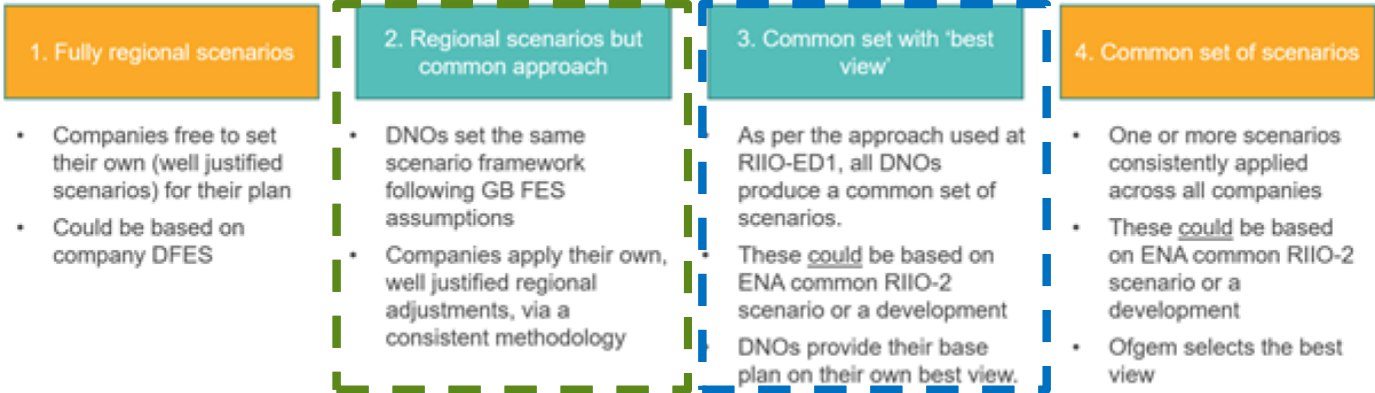 1. Fully regional scenarios
• Companies free to set
their own (well justified
scenarios) for their plan
• Could be based on
company DFES
2. Regional scenarios but
common approach
• DNOs set the same
scenario framework
following GB FES
assumptions
• Companies apply their own,
well justified regional
adjustments, via a
consistent methodology
3. Common set with ‘best
view’
• As per the approach used at
RIIO-ED1, all DNOs
produce a common set of
scenarios.
• These could be based on
ENA common RIIO-2
scenario or a development
• DNOs provide their base
plan on their own best view.
4. Common set of scenarios
• One or more scenarios
consistently applied
across all companies
• These could be based
on ENA common RIIO-2
scenario or a
development
• Ofgem selects the best
view